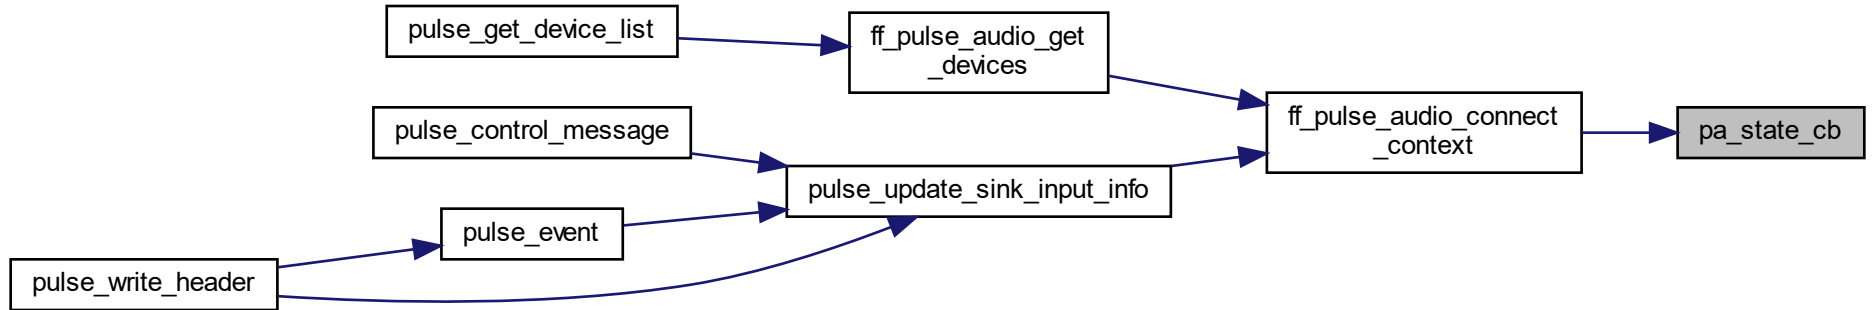 pulse_get_device_list
ff_pulse_audio_get
_devices
pulse_control_message
ff_pulse_audio_connect
_context
pa_state_cb
pulse_update_sink_input_info
pulse_event
pulse_write_header